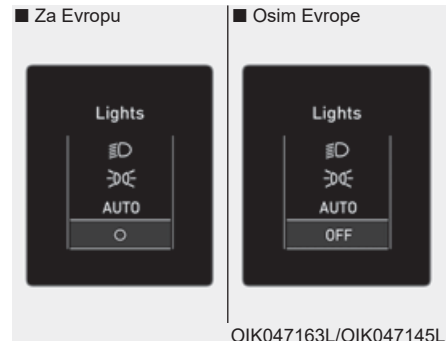 ■ Za Evropu
■ Osim Evrope
Lights
AUTO
Lights
AUTO
OFF
OIK047163L/OIK047145L